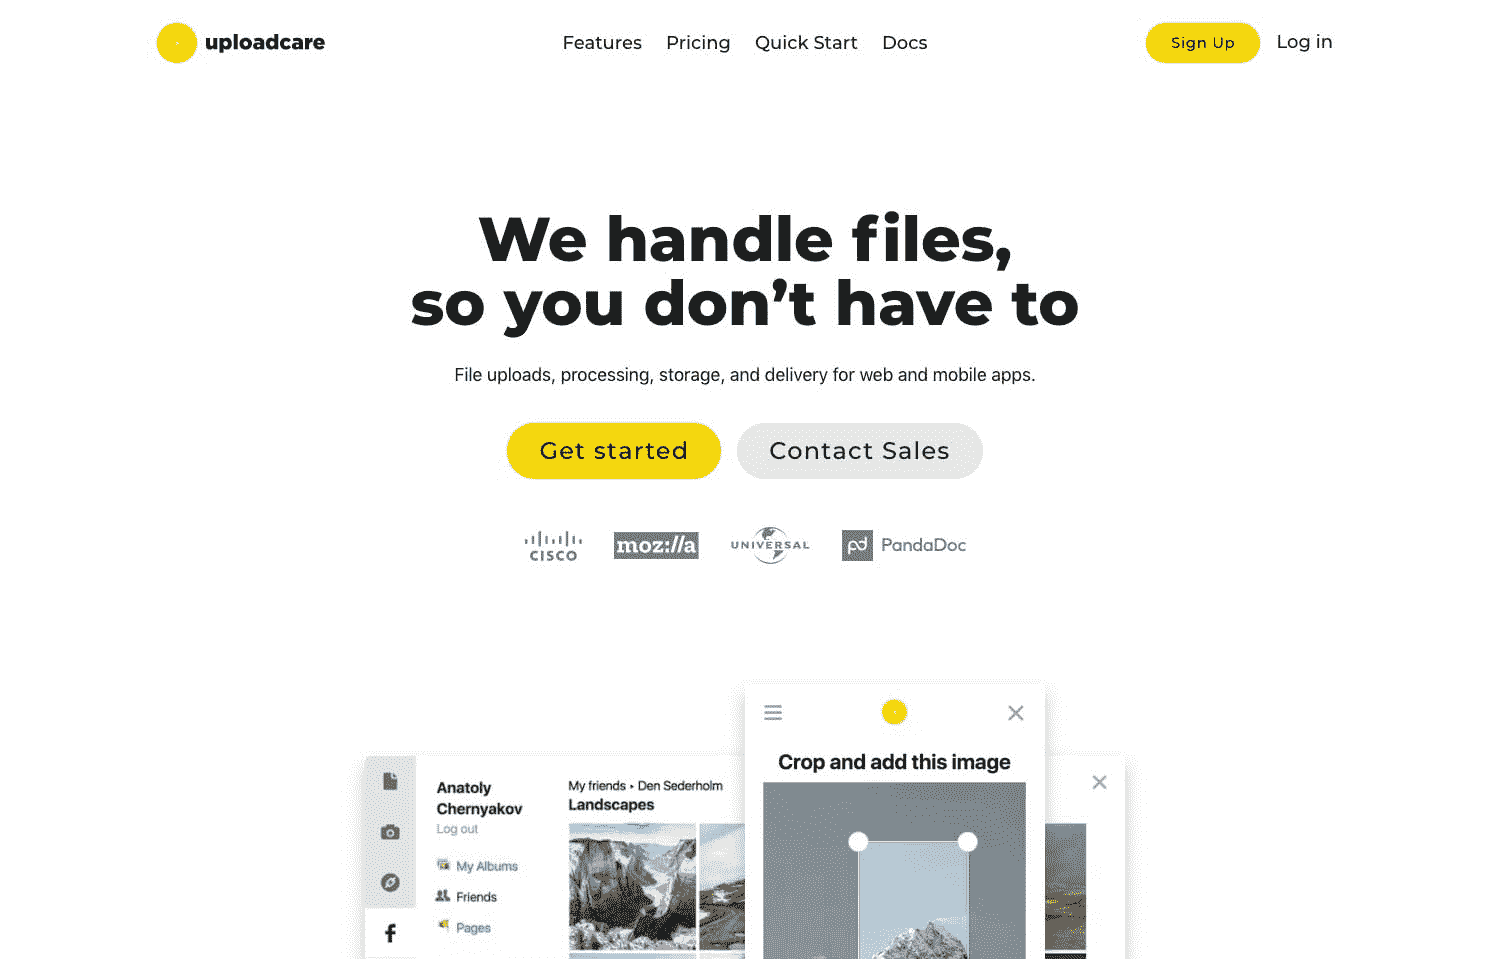 uploadcare
Features Pricing Quick Start Docs
Sign Up Log in
We handle files,
so you don’t have to
File uploads, processing, storage, and delivery for web and mobile apps.
Get started Contact Sales
CISCO
moz://a
UNIVERSAL
pd PandaDoc
Anatoly
Chernyakov
Log out
My Albums
Friends
Pages
My friends ‣ Den Sederholm
Landscapes
Crop and add this image